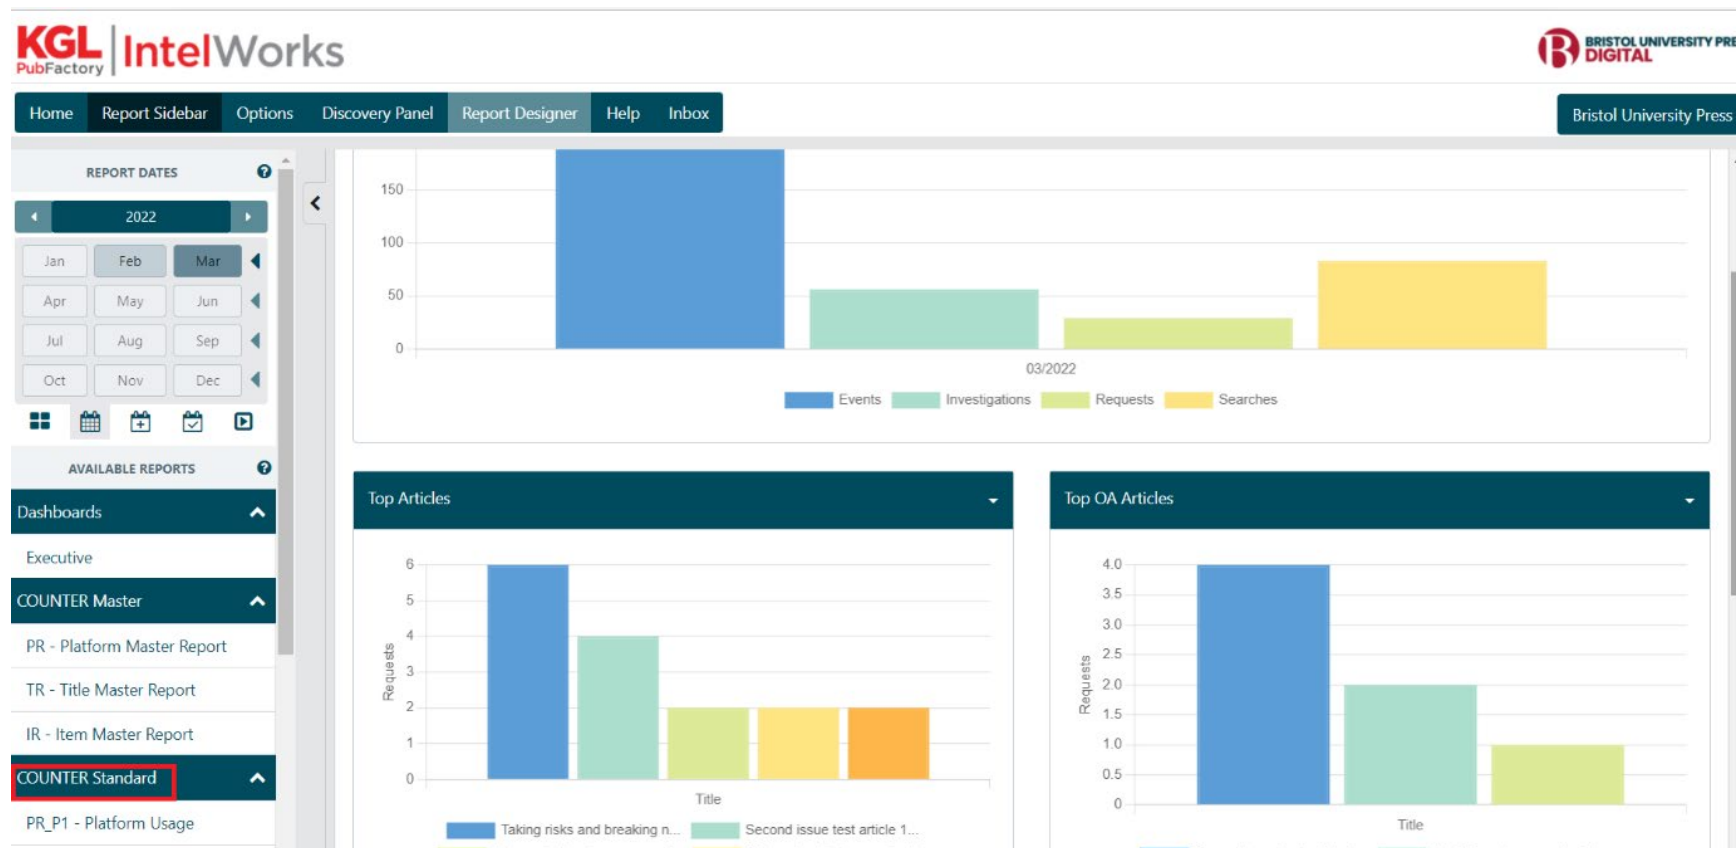 KGL
PubFactory
IntelWorks
BRISTOL UNIVERSITY PRE
DIGITAL
Home Report Sidebar Options Discovery Panel Report Designer Help Inbox
Bristol University Press
REPORT DATES
2022
Jan Feb Mar
Apr May Jun
Jul Aug Sep
Oct Nov Dec
AVAILABLE REPORTS
Dashboards
Executive
COUNTER Master
PR - Platform Master Report
TR - Title Master Report
IR - Item Master Report
COUNTER Standard
PR_P1 - Platform Usage
150
100
50
0
03/2022
Events Investigations Requests Searches
Top Articles
Requests
6
5
4
3
2
1
0
Title
Taking risks and breaking n... Second issue test article 1...
Top OA Articles
Requests
4.0
3.5
3.0
2.5
2.0
1.5
1.0
0.5
0
Title